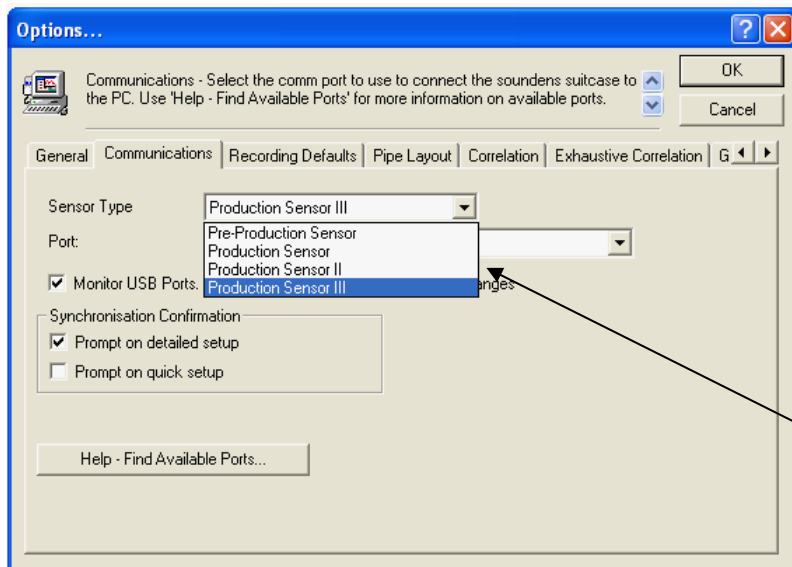 Options...
Communications - Select the comm port to use to connect the soundens suitcase to
the PC. Use 'Help - Find Available Ports' for more information on available ports.
OK
Cancel
General Communications Recording Defaults Pipe Layout Correlation Exhaustive Correlation G
Sensor Type Production Sensor III
Port:
Pre-Production Sensor
Production Sensor
Production Sensor II
Production Sensor III
Monitor USB Ports. anges
Synchronisation Confirmation
Prompt on detailed setup
Prompt on quick setup
Help - Find Available Ports...